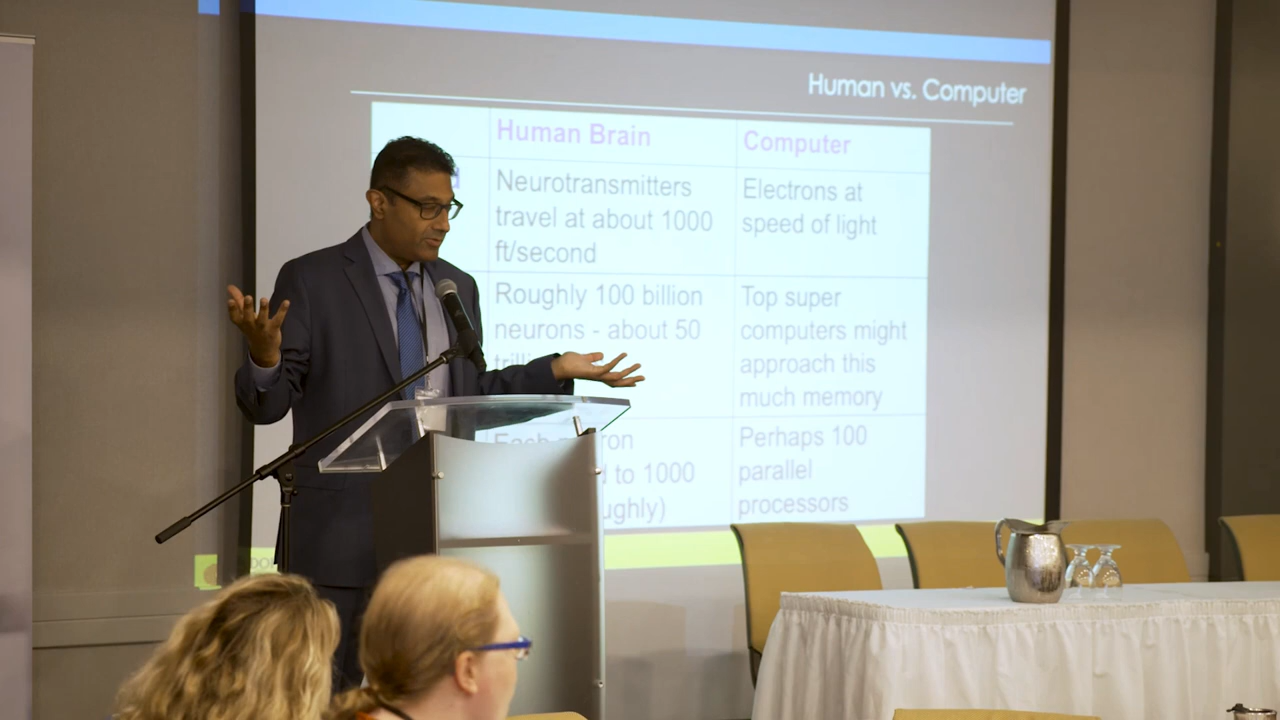 Human vs. Computer
Human Brain
Computer
Neurotransmitters
travel at about 1000
ft/second
Electrons at
speed of light
Roughly 100 billion
neurons - about 50
Top super
computers might
approach this
much memory
to 1000
Perhaps 100
parallel
processors